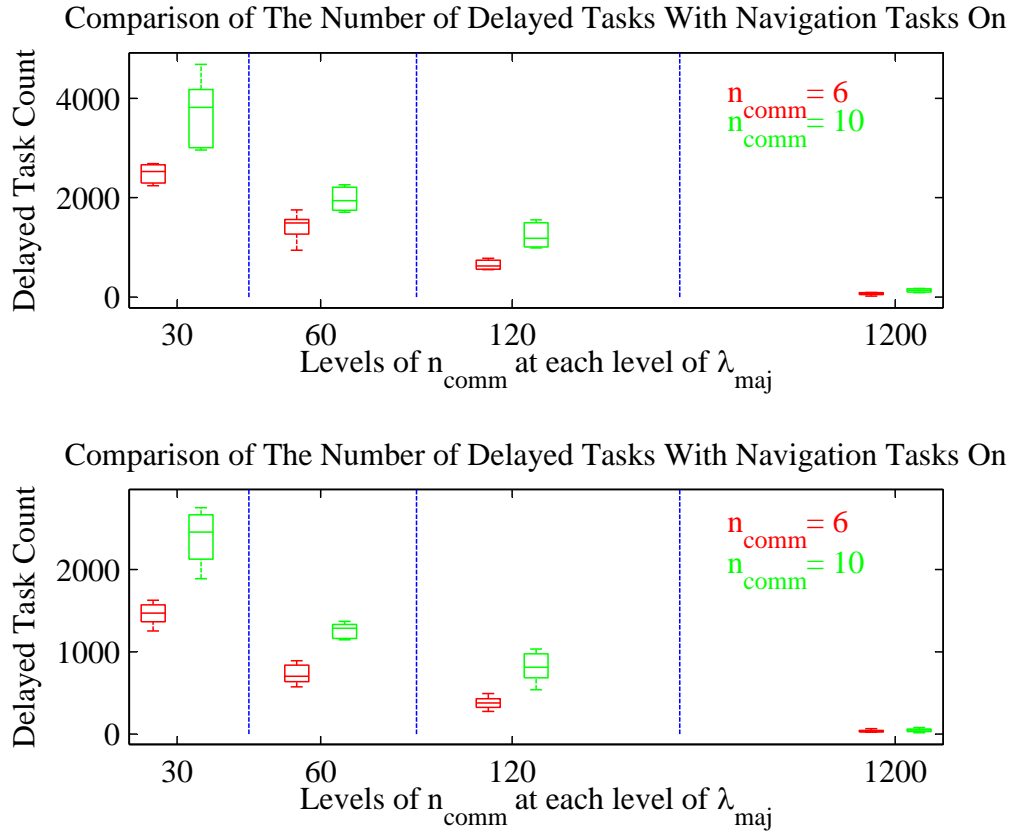 Comparison of The Number of Delayed Tasks With Navigation Tasks On
Delayed Task Count
4000
2000
0
n_comm = 6
n_comm = 10
30 60 120 1200
Levels of n_comm at each level of λ_maj
Comparison of The Number of Delayed Tasks With Navigation Tasks On
Delayed Task Count
2000
1000
0
n_comm = 6
n_comm = 10
30 60 120 1200
Levels of n_comm at each level of λ_maj